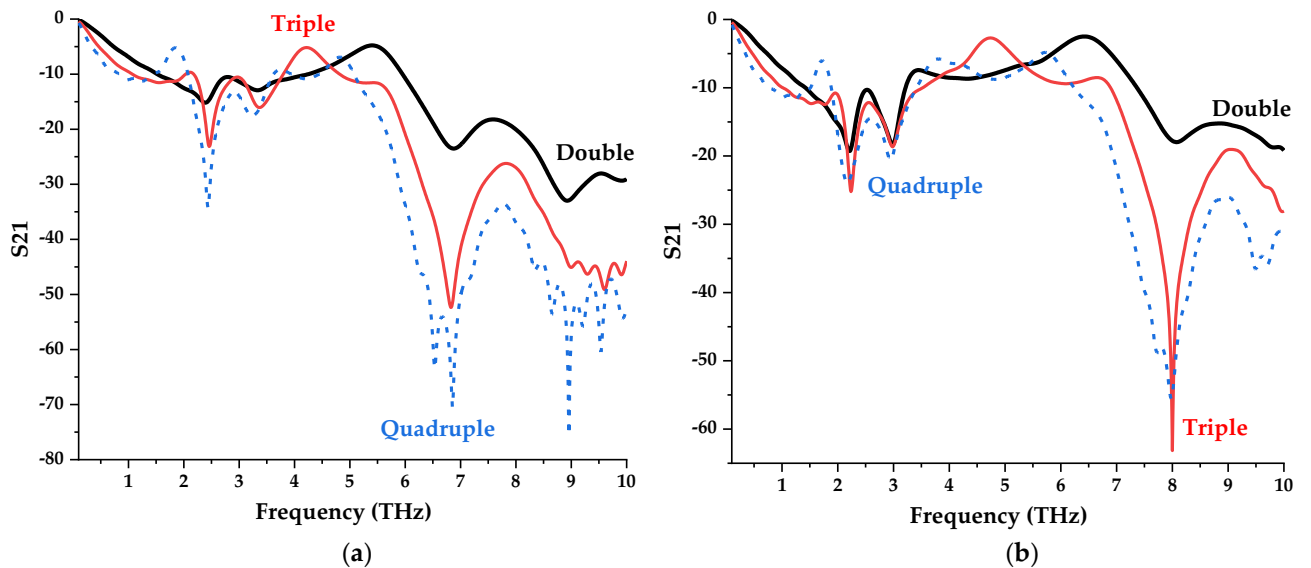 0
-10
-20
-30
-40
-50
-60
-70
-80
S21
1 2 3 4 5 6 7 8 9 10
Frequency (THz)
Triple
Double
Quadruple
(a)
0
-10
-20
-30
-40
-50
-60
S21
1 2 3 4 5 6 7 8 9 10
Frequency (THz)
Double
Quadruple
Triple
(b)